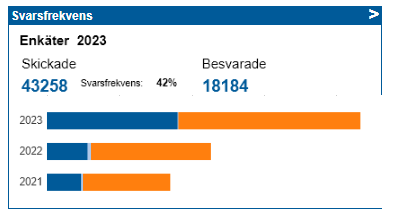 Svarsfrekvens >
Enkäter 2023
Skickade Besvarade
43258 Svarsfrekvens: 42% 18184
2023
2022
2021